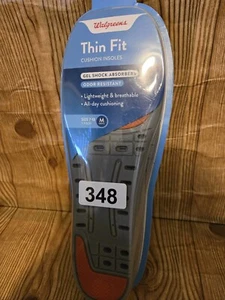 Walgreens
Thin Fit
CUSHION INSOLES
GEL SHOCK ABSORBERS
ODOR RESISTANT
• Lightweight & breathable
• All-day cushioning
M
348